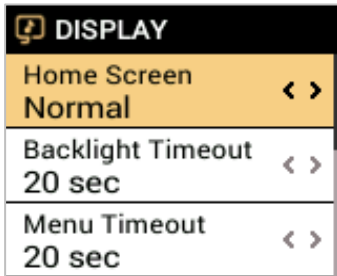 DISPLAY
Home Screen
Normal
Backlight Timeout
20 sec
Menu Timeout
20 sec